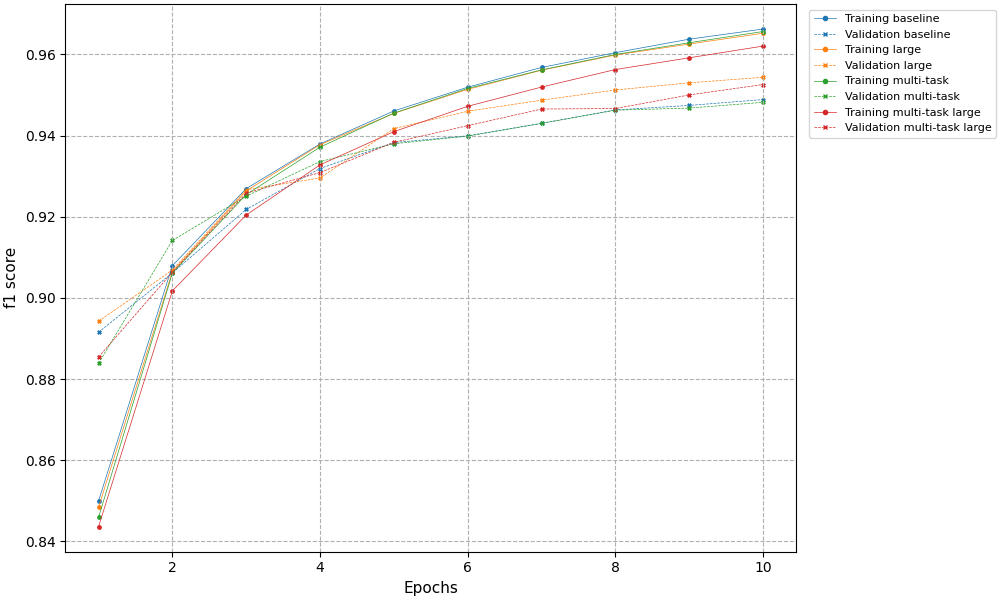 Training baseline
Validation baseline
Training large
Validation large
Training multi-task
Validation multi-task
Training multi-task large
Validation multi-task large
f1 score
0.96
0.94
0.92
0.90
0.88
0.86
0.84
2 4 6 8 10
Epochs